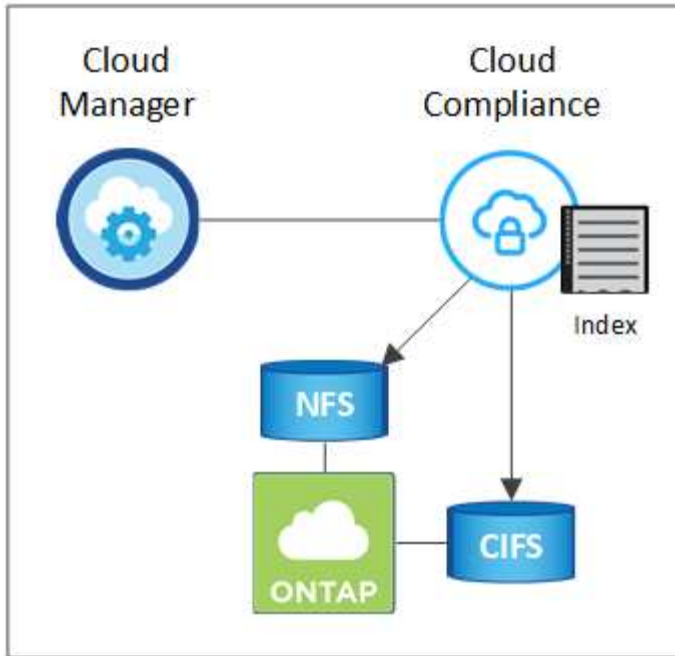 Cloud
Manager
Cloud
Compliance
Index
NFS
ONTAP
CIFS